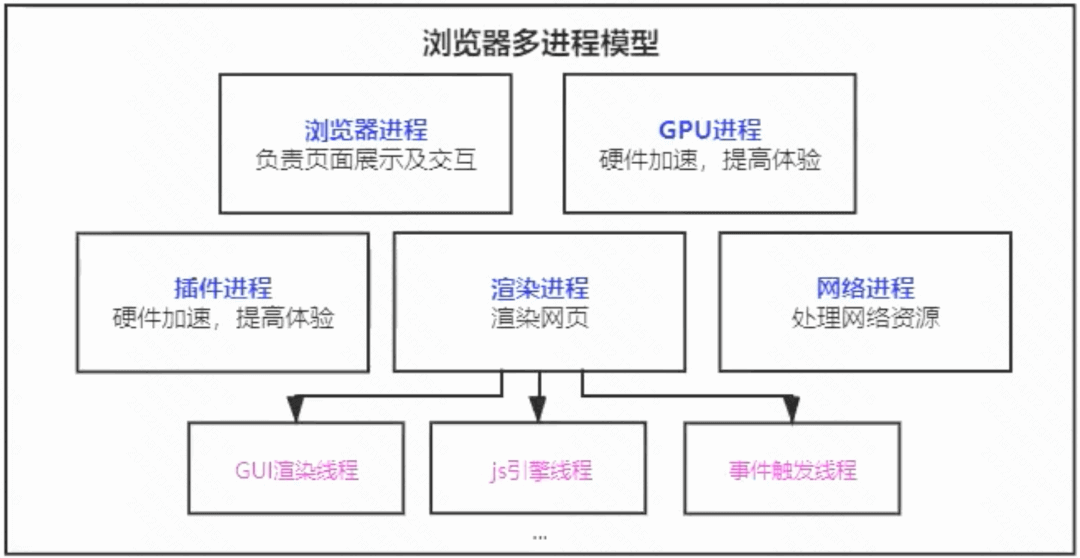 浏览器多进程模型
浏览器进程
负责页面展示及交互
GPU进程
硬件加速，提高体验
插件进程
硬件加速，提高体验
渲染进程
渲染网页
网络进程
处理网络资源
GUI渲染线程
js引擎线程
事件触发线程
...